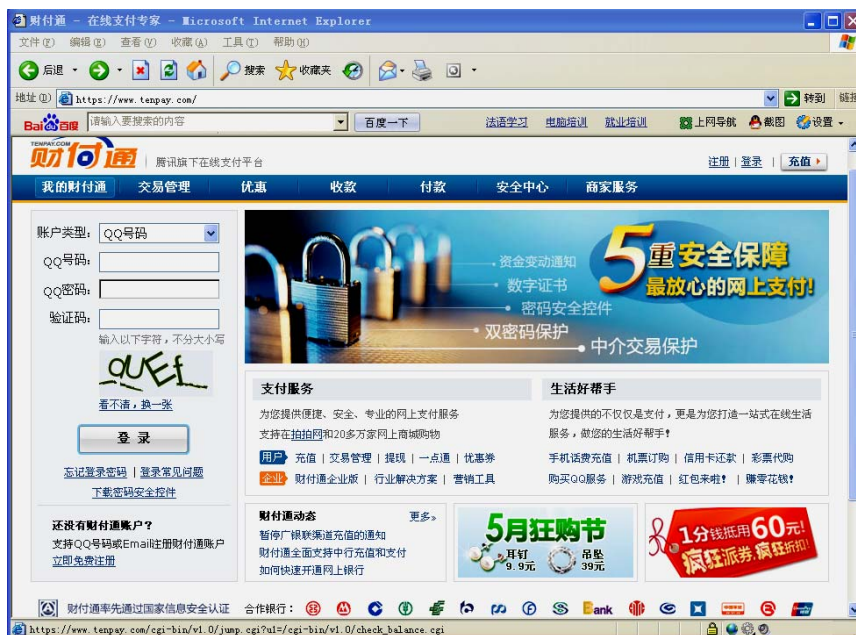 财付通 - 在线支付专家 - Microsoft Internet Explorer
文件(F) 编辑(E) 查看(V) 收藏(A) 工具(T) 帮助(H)
后退 搜索 收藏夹
地址(D) https://www.tenpay.com/ 转到 链接
Bai百度 请输入要搜索的内容 百度一下 法语学习 电脑培训 就业培训 上网导航 截图 设置
TENPAY.COM
财付通 | 腾讯旗下在线支付平台 注册 | 登录 | 充值
我的财付通 交易管理 优惠 收款 付款 安全中心 商家服务
账户类型: QQ号码
QQ号码:
QQ密码:
验证码:
输入以下字符,不分大小写
qUEf
看不清,换一张
登录
忘记登录密码 | 登录常见问题
下载密码安全控件
还没有财付通账户?
支持QQ号码或Email注册财付通账户
立即免费注册
资金变动通知
数字证书
密码安全控件
双密码保护
中介交易保护
5重安全保障
最放心的网上支付!
支付服务
为您提供便捷、安全、专业的网上支付服务
支持在拍拍网和20多万家网上商城购物
用户 充值 | 交易管理 | 提现 | 一点通 | 优惠券
企业 财付通企业版 | 行业解决方案 | 营销工具
生活好帮手
为您提供的不仅仅是支付,更是为您打造一站式在线生活
服务,做您的生活好帮手!
手机话费充值 | 机票订购 | 信用卡还款 | 彩票代购
购买QQ服务 | 游戏充值 | 红包来啦! | 赚零花钱!
财付通动态 更多»
暂停广银联渠道充值的通知
财付通全面支持中行充值和支付
如何快速开通网上银行
5月狂购节
耳钉
9.9元
吊坠
39元
1分钱抵用60元!
疯狂派券.疯狂折扣!
财付通率先通过国家信息安全认证 合作银行: Bank
https://www.tenpay.com/cgi-bin/v1.0/jump.cgi?u1=/cgi-bin/v1.0/check_balance.cgi